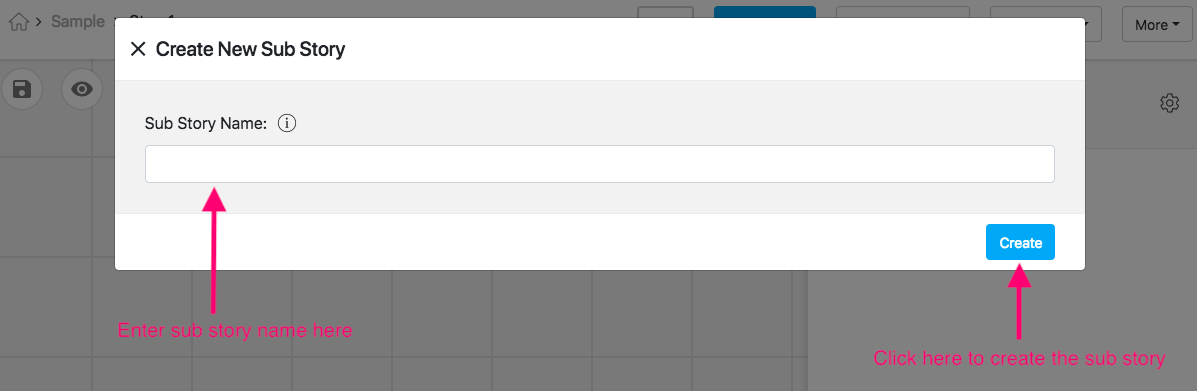 Sample
More
Create New Sub Story
Sub Story Name:
Create
Enter sub story name here
Click here to create the sub story